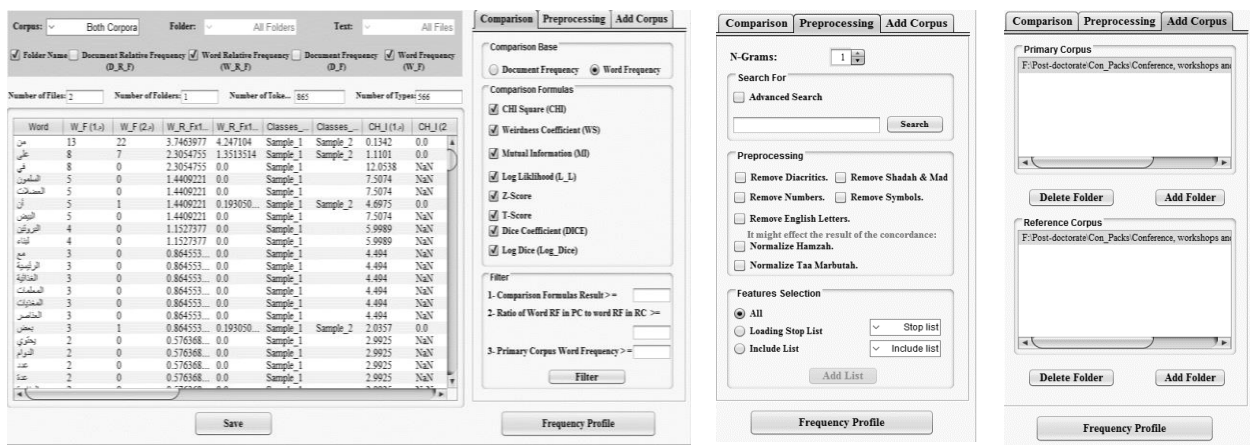 Corpus: Both Corpora Folder: All Folders Text: All Files
Folder Name Document Relative Frequency Word Relative Frequency Document Frequency Word Frequency
(D_R_F) (W_R_F) (D_F) (W_F)
Number of Files: 2 Number of Folders: 1 Number of Toke... 865 Number of Types: 566
Word W_F (1.م) W_F (2.م) W_R_Fr1... W_R_Fr1... Classes_... Classes_... CH_I (1.م) CH_I (2
من 13 22 3.7463977 4.247104 Sample_1 Sample_2 0.1342 0.0
على 8 7 2.3054755 1.3513514 Sample_1 Sample_2 1.1101 0.0
في 8 0 2.3054755 0.0 Sample_1 12.0538 NaN
السلمون 5 0 1.4409221 0.0 Sample_1 7.5074 NaN
العضلات 5 0 1.4409221 0.0 Sample_1 7.5074 NaN
أن 5 1 1.4409221 0.193050... Sample_1 Sample_2 4.6975 0.0
البيض 5 0 1.4409221 0.0 Sample_1 7.5074 NaN
البروتين 4 0 1.1527377 0.0 Sample_1 5.9989 NaN
لبناء 4 0 1.1527377 0.0 Sample_1 5.9989 NaN
مع 3 0 0.864553... 0.0 Sample_1 4.494 NaN
الرئيسية 3 0 0.864553... 0.0 Sample_1 4.494 NaN
الغذائية 3 0 0.864553... 0.0 Sample_1 4.494 NaN
3 0 0.864553... 0.0 Sample_1 4.494 NaN
المغذيات 3 0 0.864553... 0.0 Sample_1 4.494 NaN
العناصر 3 0 0.864553... 0.0 Sample_1 4.494 NaN
بعض 3 1 0.864553... 0.193050... Sample_1 Sample_2 2.0357 0.0
يحتوي 2 0 0.576368... 0.0 Sample_1 2.9925 NaN
الدوام 2 0 0.576368... 0.0 Sample_1 2.9925 NaN
عدد 2 0 0.576368... 0.0 Sample_1 2.9925 NaN
عدة 2 0 0.576368... 0.0 Sample_1 2.9925 NaN
Save
Comparison Preprocessing Add Corpus
Comparison Base
Document Frequency Word Frequency
Comparison Formulas
CHI Square (CHI)
Weirdness Coefficient (WS)
Mutual Information (MI)
Log Liklihood (L_L)
Z-Score
T-Score
Dice Coefficient (DICE)
Log Dice (Log_Dice)
Filter
1- Comparison Formulas Result > =
2- Ratio of Word RF in PC to word RF in RC >=
3- Primary Corpus Word Frequency > =
Filter
Frequency Profile
Comparison Preprocessing Add Corpus
N-Grams: 1
Search For
Advanced Search
Search
Preprocessing
Remove Diacritics. Remove Shadah & Mad
Remove Numbers. Remove Symbols.
Remove English Letters.
It might effect the result of the concordance:
Normalize Hamzah.
Normalize Taa Marbutah.
Features Selection
All
Loading Stop List Stop list
Include List Include list
Add List
Frequency Profile
Comparison Preprocessing Add Corpus
Primary Corpus
F:\Post-doctorate\Con_Packs\Conference, workshops and
Delete Folder Add Folder
Reference Corpus
F:\Post-doctorate\Con_Packs\Conference, workshops and
Delete Folder Add Folder
Frequency Profile